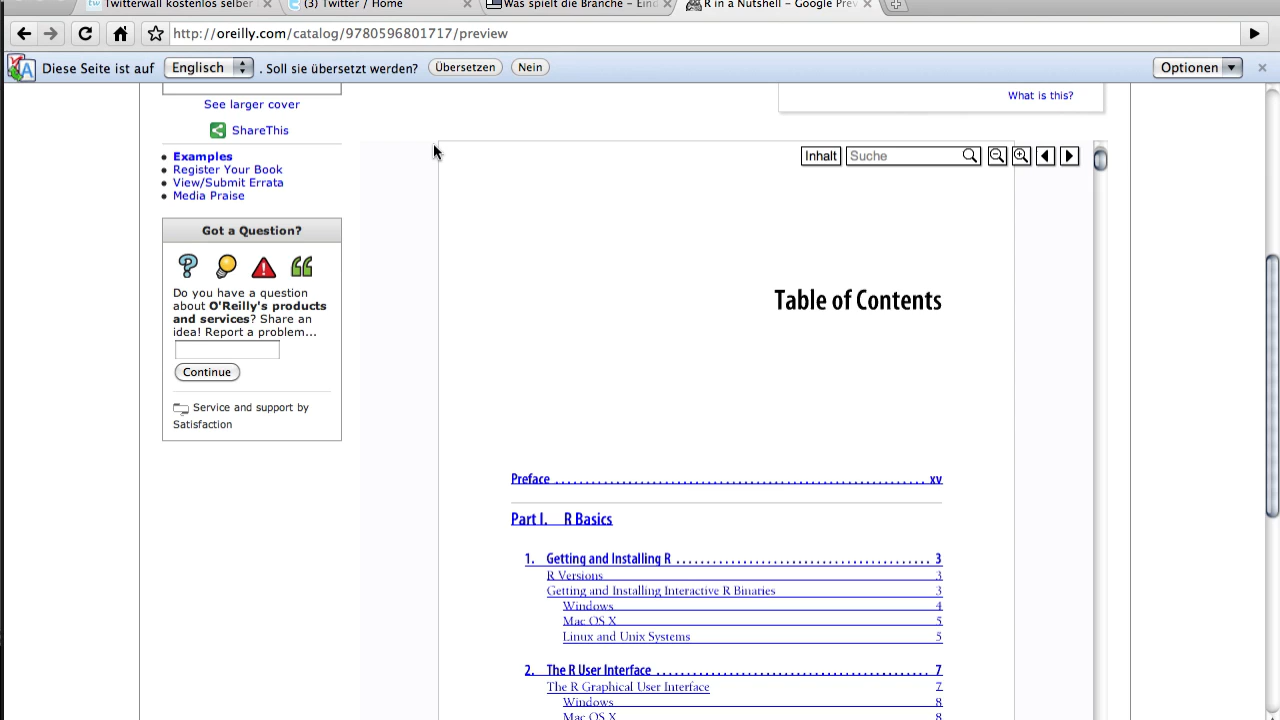 Twitterwall kostenlos selber
(3) Twitter / Home
Was spielt die Branche – Ein
R in a Nutshell – Google Prev
http://oreilly.com/catalog/9780596801717/preview
Diese Seite ist auf Englisch . Soll sie übersetzt werden? Übersetzen Nein Optionen
See larger cover
What is this?
ShareThis
Examples
Register Your Book
View/Submit Errata
Media Praise
Inhalt Suche
Got a Question?
Do you have a question
about O'Reilly's products
and services? Share an
idea! Report a problem...
Continue
Service and support by
Satisfaction
Table of Contents
Preface . . . . . . . . . . . . . . . . . . . . xv
Part I. R Basics
1. Getting and Installing R . . . . . . . . . . . . . . . . . . . . 3
R Versions 3
Getting and Installing Interactive R Binaries 3
Windows 4
Mac OS X 5
Linux and Unix Systems 5
2. The R User Interface . . . . . . . . . . . . . . . . . . . . 7
The R Graphical User Interface 7
Windows 8
Mac OS X 8